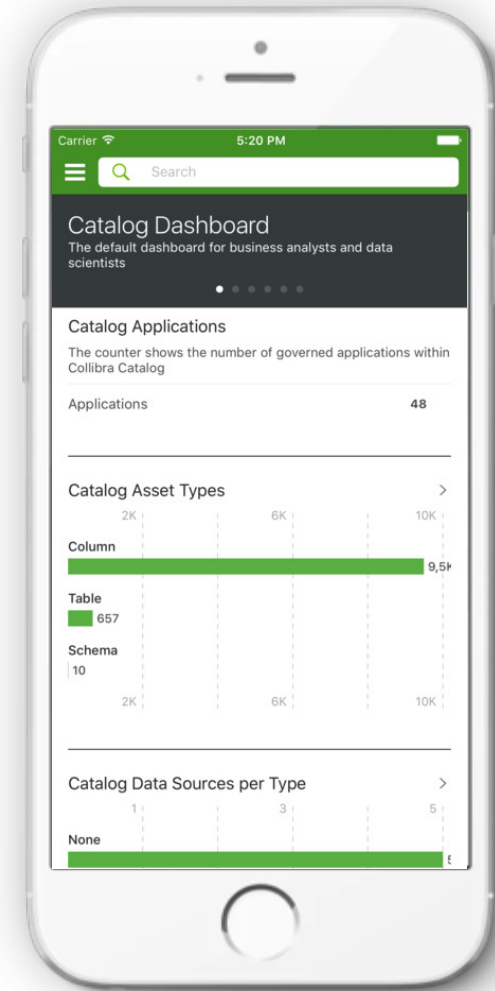 Carrier 5:20 PM
Search
Catalog Dashboard
The default dashboard for business analysts and data
scientists
Catalog Applications
The counter shows the number of governed applications within
Collibra Catalog
Applications 48
Catalog Asset Types >
2K 6K 10K
Column
9,5K
Table
657
Schema
10
2K 6K 10K
Catalog Data Sources per Type >
1 3 5
None